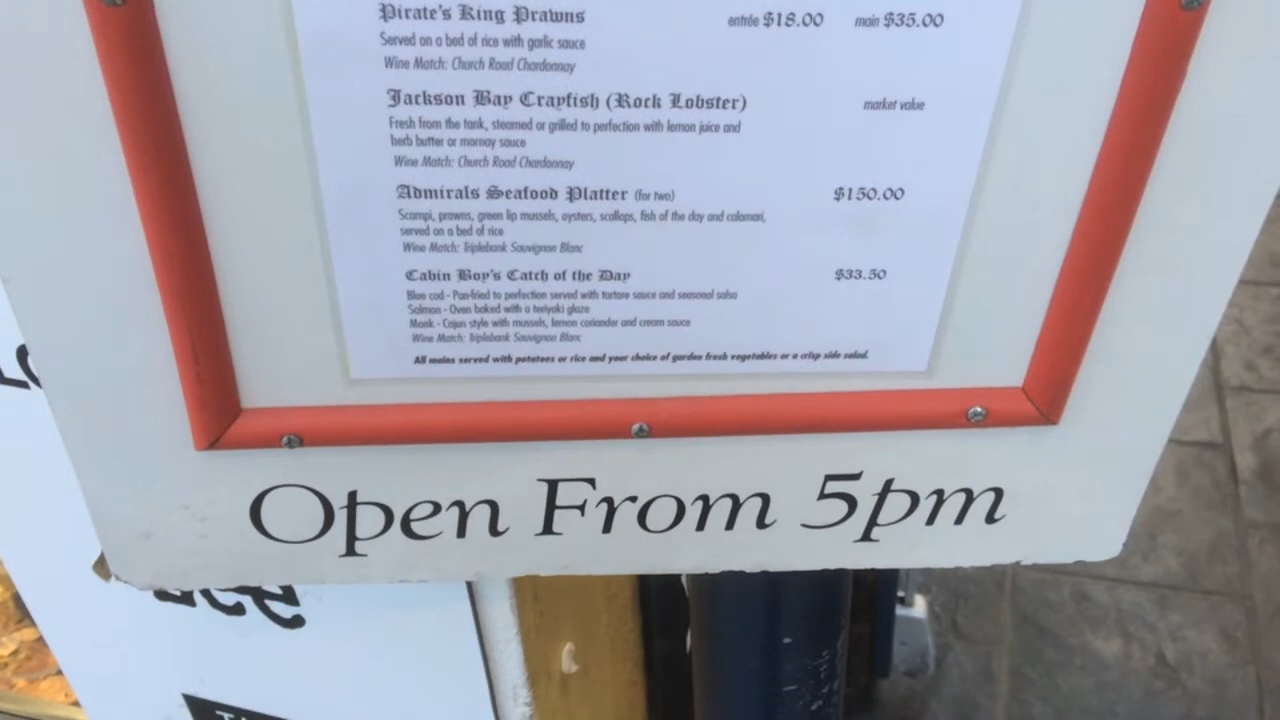 Pirate's King Prawns entrée $18.00 main $35.00
Served on a bed of rice with garlic sauce
Wine Match: Church Road Chardonnay
Jackson Bay Crayfish (Rock Lobster) market value
Fresh from the tank, steamed or grilled to perfection with lemon juice and
herb butter or mornay sauce
Wine Match: Church Road Chardonnay
Admirals Seafood Platter (for two) $150.00
Scampi, prawns, green lip mussels, oysters, scallops, fish of the day and calamari,
served on a bed of rice
Wine Match: Triplebank Sauvignon Blanc
Cabin Boy's Catch of the Day $33.50
Blue cod - Pan-fried to perfection served with tartare sauce and seasonal salsa
Salmon - Oven baked with a teriyaki glaze
Monk - Cajun style with mussels, lemon coriander and cream sauce
Wine Match: Triplebank Sauvignon Blanc
All mains served with potatoes or rice and your choice of garden fresh vegetables or a crisp side salad.
Open From 5pm